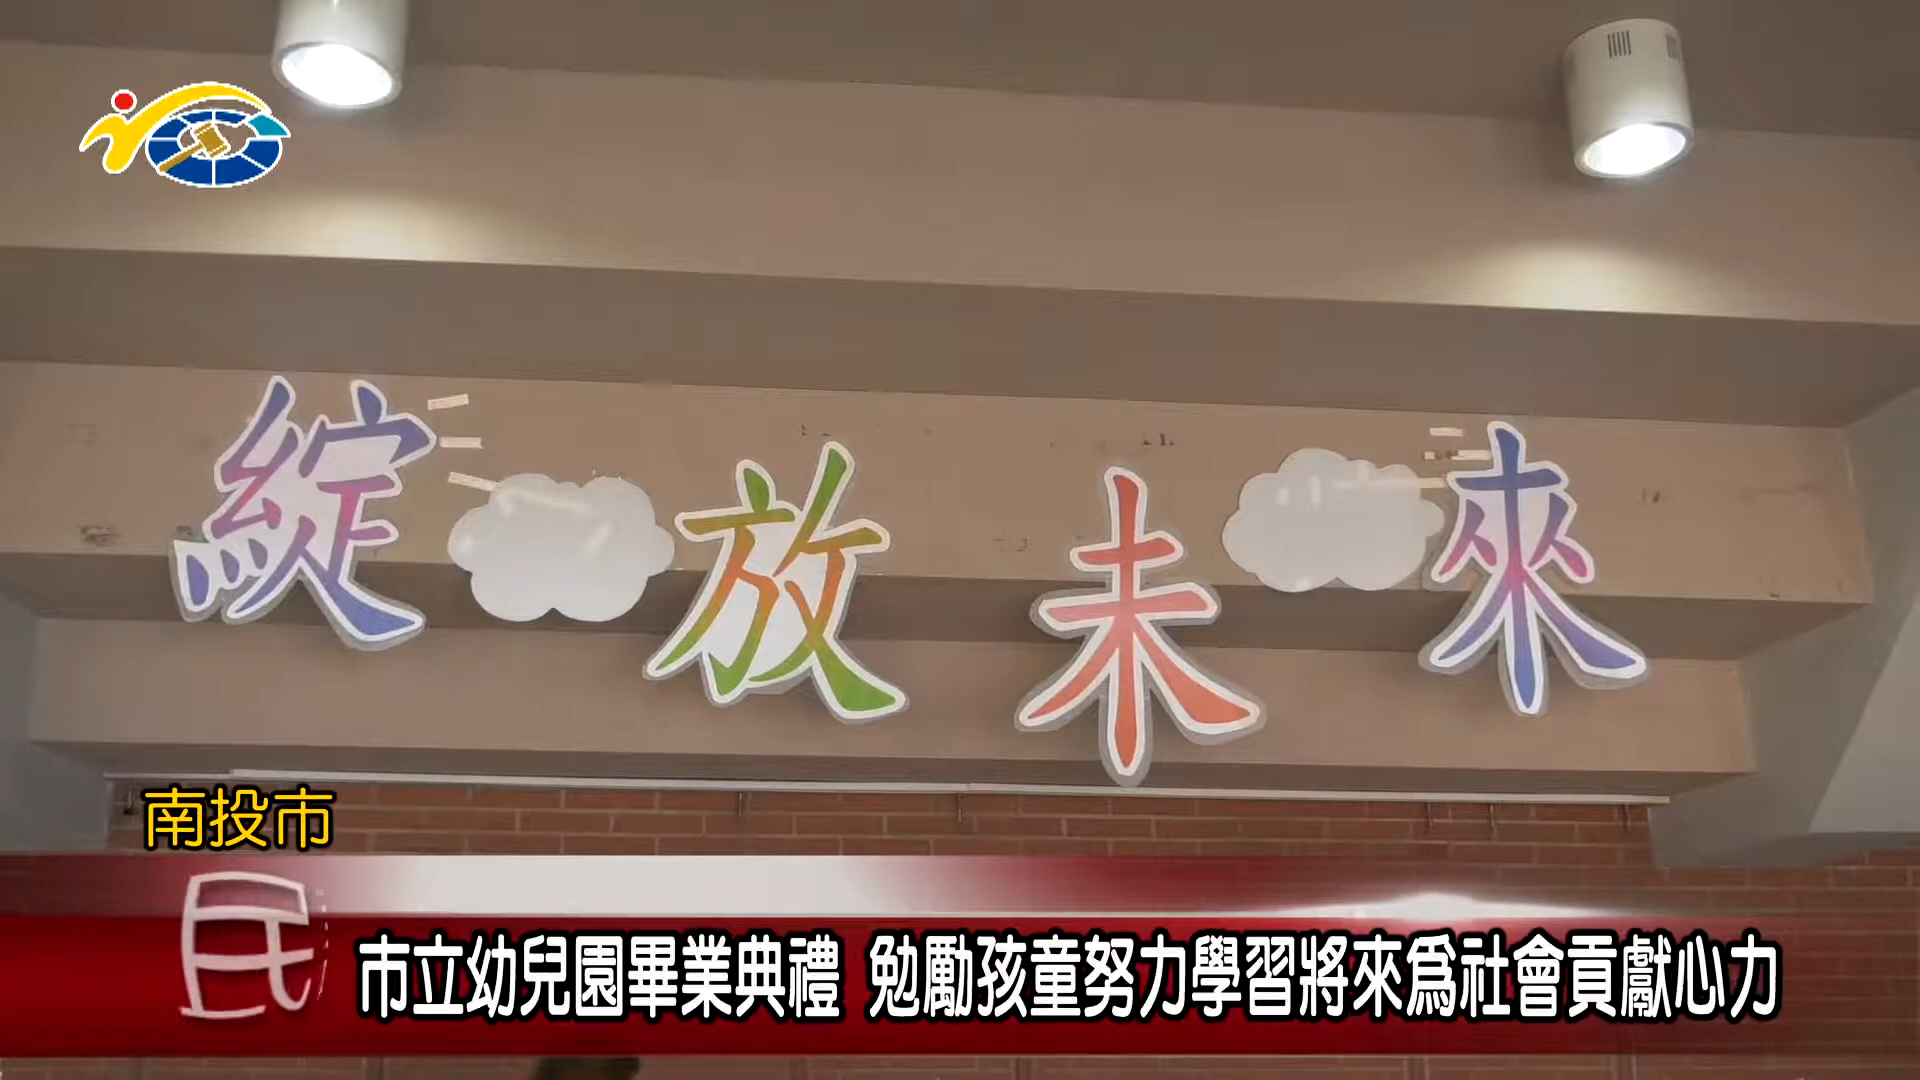 綻放未來
南投市
民
市立幼兒園畢業典禮 勉勵孩童努力學習將來為社會貢獻心力